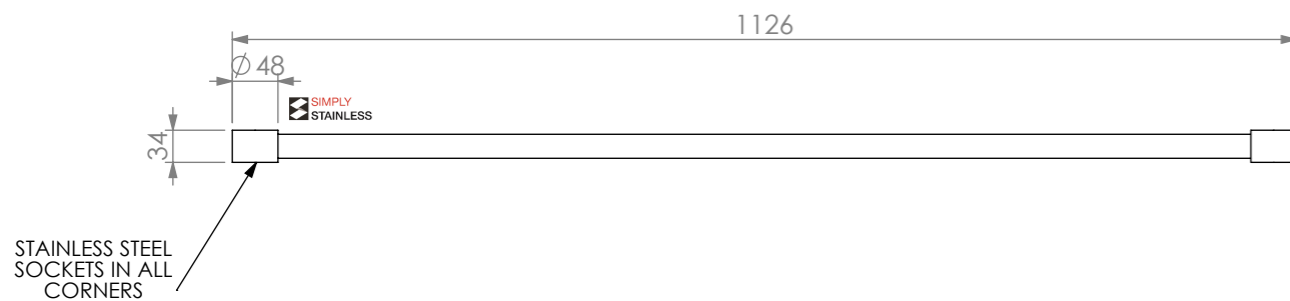 1126
Ø 48
SIMPLY
STAINLESS
34
STAINLESS STEEL
SOCKETS IN ALL
CORNERS